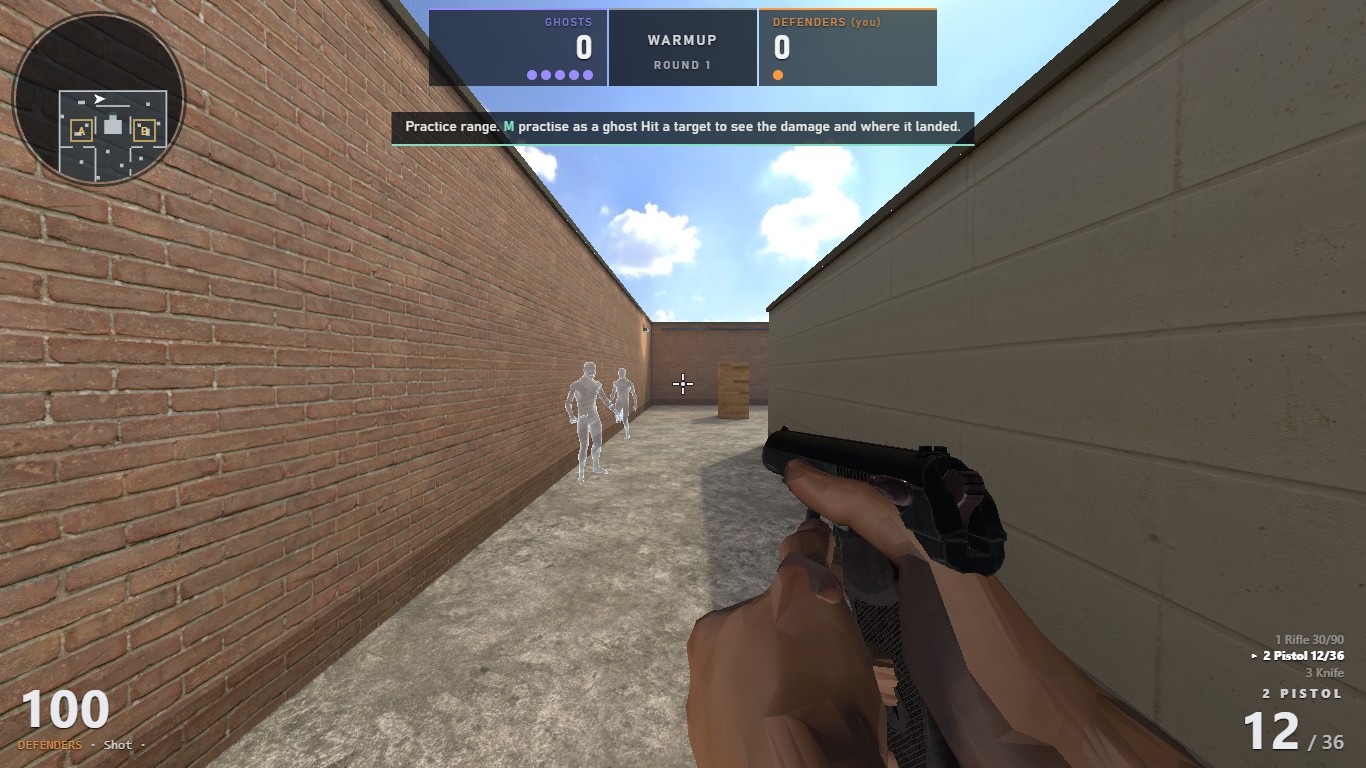 GHOSTS
0
WARMUP
ROUND 1
DEFENDERS (you)
0
Practice range. M practise as a ghost Hit a target to see the damage and where it landed.
A
B
1 Rifle 30/90
▸ 2 Pistol 12/36
3 Knife
2 PISTOL
12 / 36
100
DEFENDERS · Shot ·